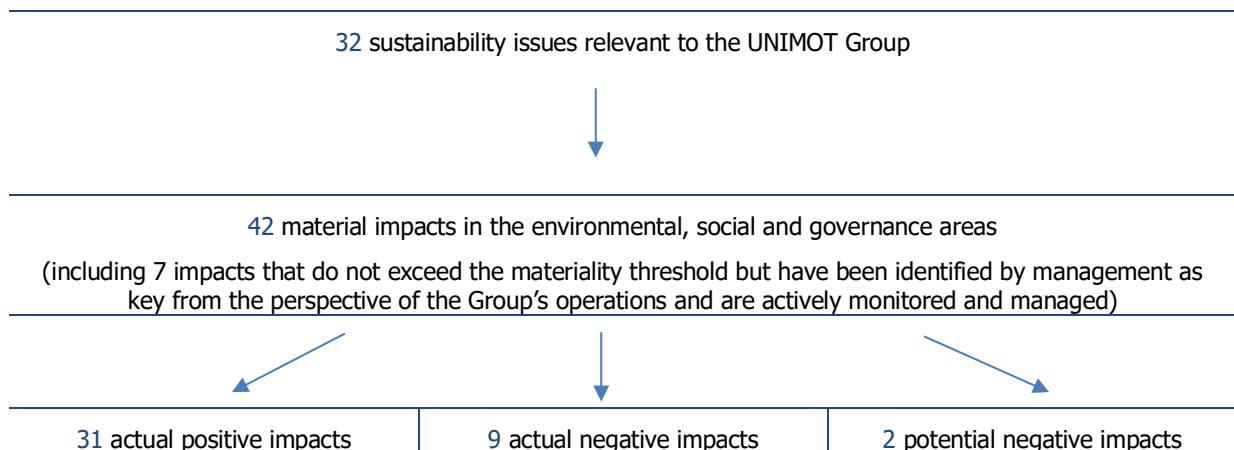 32 sustainability issues relevant to the UNIMOT Group
42 material impacts in the environmental, social and governance areas
(including 7 impacts that do not exceed the materiality threshold but have been identified by management as
key from the perspective of the Group's operations and are actively monitored and managed)
31 actual positive impacts
9 actual negative impacts
2 potential negative impacts